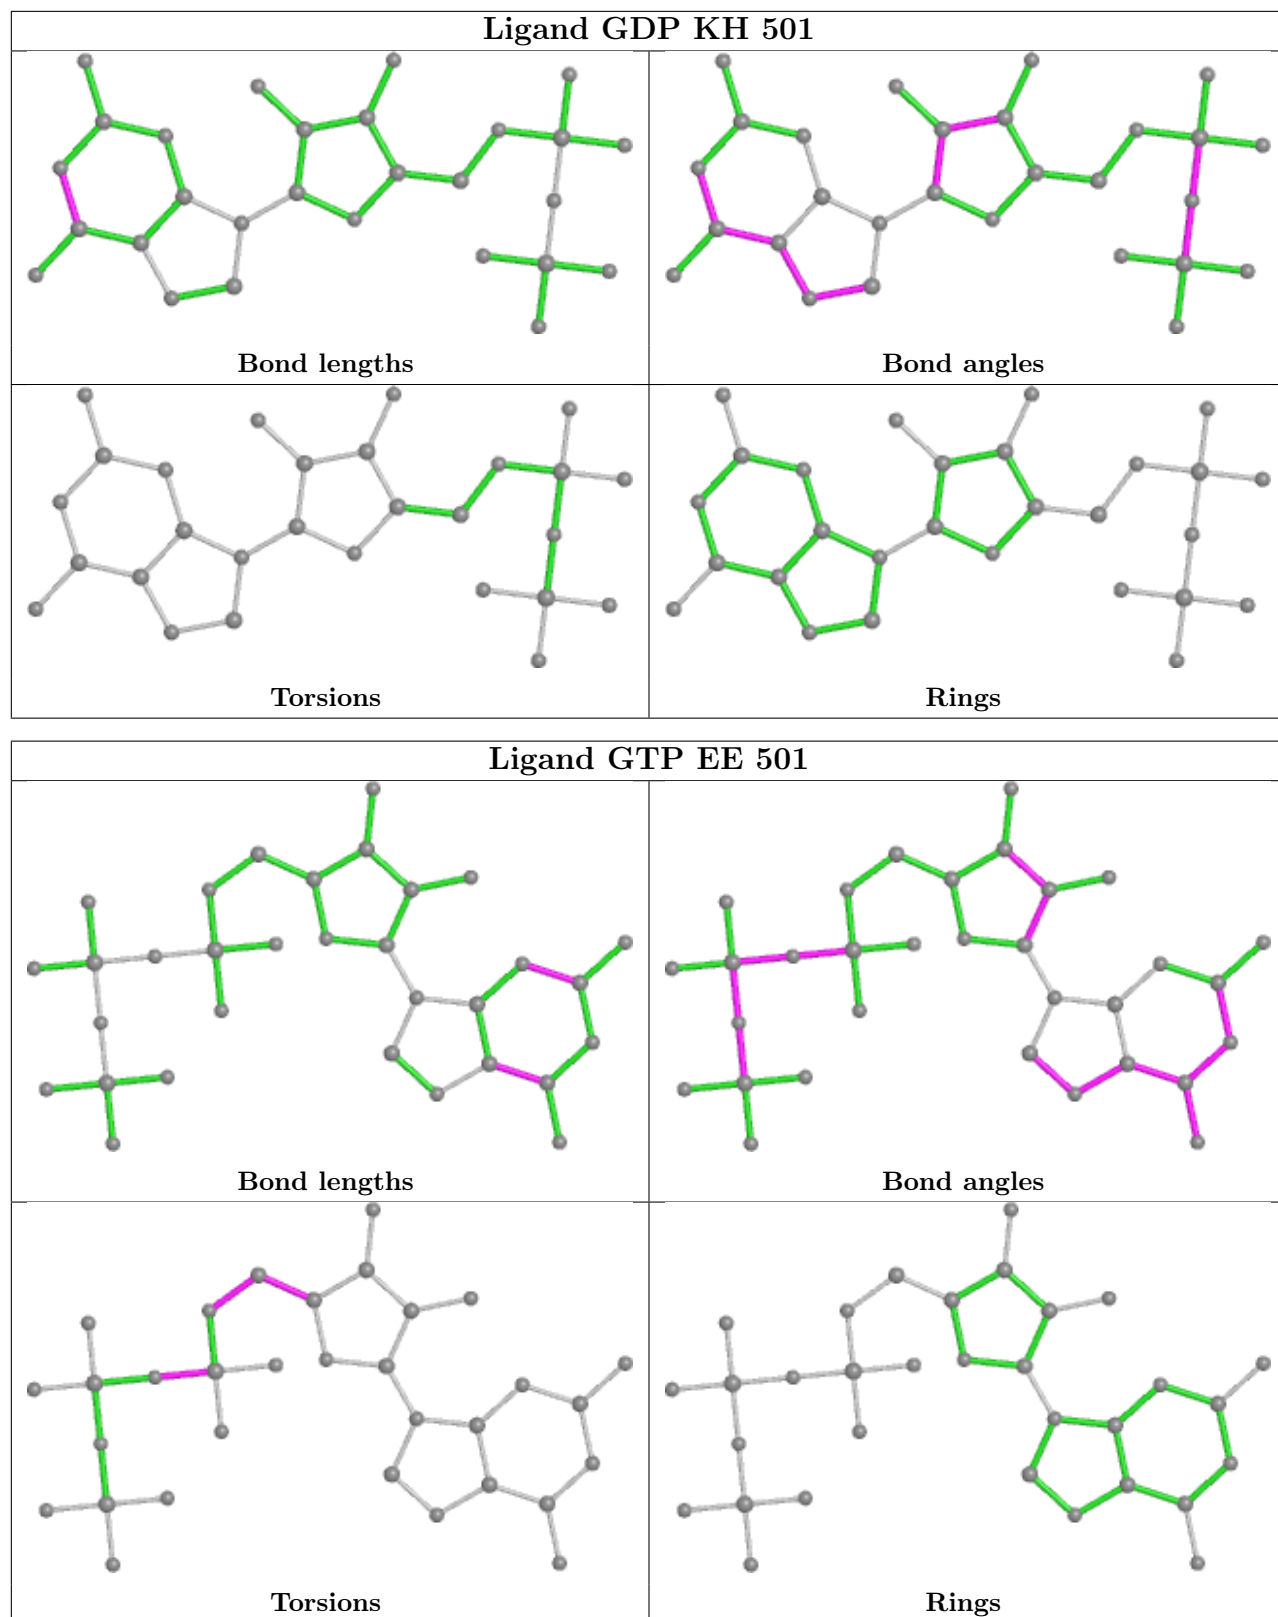 Ligand GDP KH 501
Bond lengths
Bond angles
Torsions
Rings
Ligand GTP EE 501
Bond lengths
Bond angles
Torsions
Rings